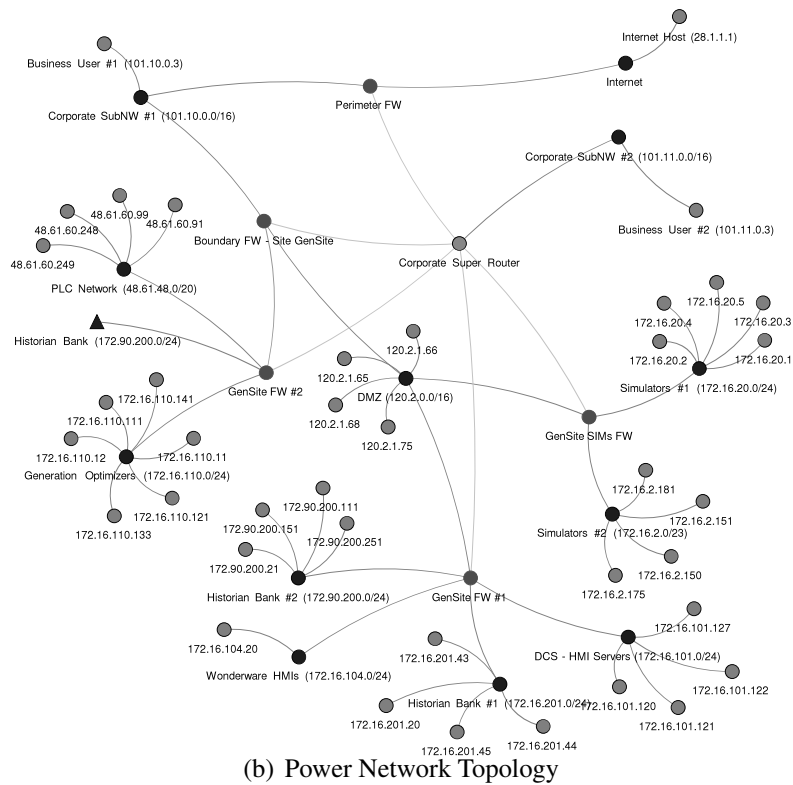 Internet Host (28.1.1.1)
Business User #1 (101.10.0.3)
Internet
Perimeter FW
Corporate SubNW #1 (101.10.0.0/16)
Corporate SubNW #2 (101.11.0.0/16)
48.61.60.99
48.61.60.91
48.61.60.248
Business User #2 (101.11.0.3)
Boundary FW - Site GenSite
48.61.60.249
Corporate Super Router
PLC Network (48.61.48.0/20)
172.16.20.5
172.16.20.4
172.16.20.3
Historian Bank (172.90.200.0/24)
120.2.1.66
172.16.20.2
172.16.20.1
120.2.1.65
Simulators #1 (172.16.20.0/24)
GenSite FW #2
DMZ (120.2.0.0/16)
172.16.110.141
172.16.110.111
120.2.1.68
GenSite SIMs FW
120.2.1.75
172.16.110.12
172.16.110.11
Generation Optimizers (172.16.110.0/24)
172.16.2.181
172.90.200.111
172.16.110.121
172.16.2.151
172.90.200.151
172.16.110.133
Simulators #2 (172.16.2.0/23)
172.90.200.251
172.90.200.21
172.16.2.150
172.16.2.175
Historian Bank #2 (172.90.200.0/24)
GenSite FW #1
172.16.101.127
172.16.104.20
172.16.201.43
DCS - HMI Servers (172.16.101.0/24)
Wonderware HMIs (172.16.104.0/24)
172.16.101.122
Historian Bank #1 (172.16.201.0/24)
172.16.101.120
172.16.201.20
172.16.101.121
172.16.201.45
172.16.201.44
(b) Power Network Topology